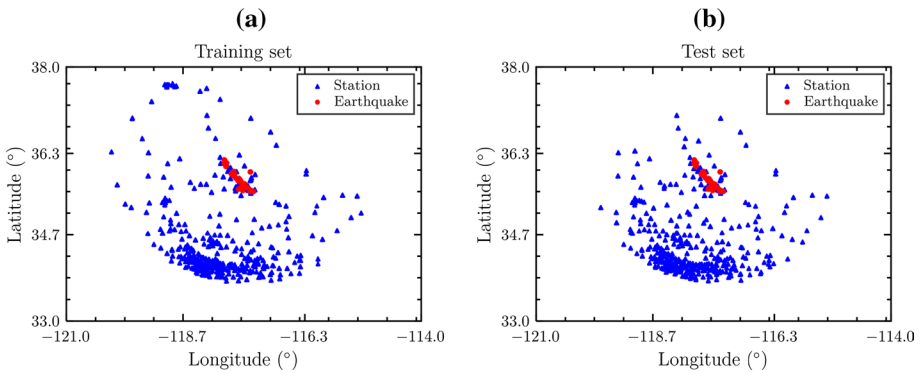 (a)
Training set
Station
Earthquake
38.0
36.3
34.7
33.0
Latitude (°)
−121.0
−118.7
−116.3
−114.0
Longitude (°)
(b)
Test set
Station
Earthquake
38.0
36.3
34.7
33.0
Latitude (°)
−121.0
−118.7
−116.3
−114.0
Longitude (°)